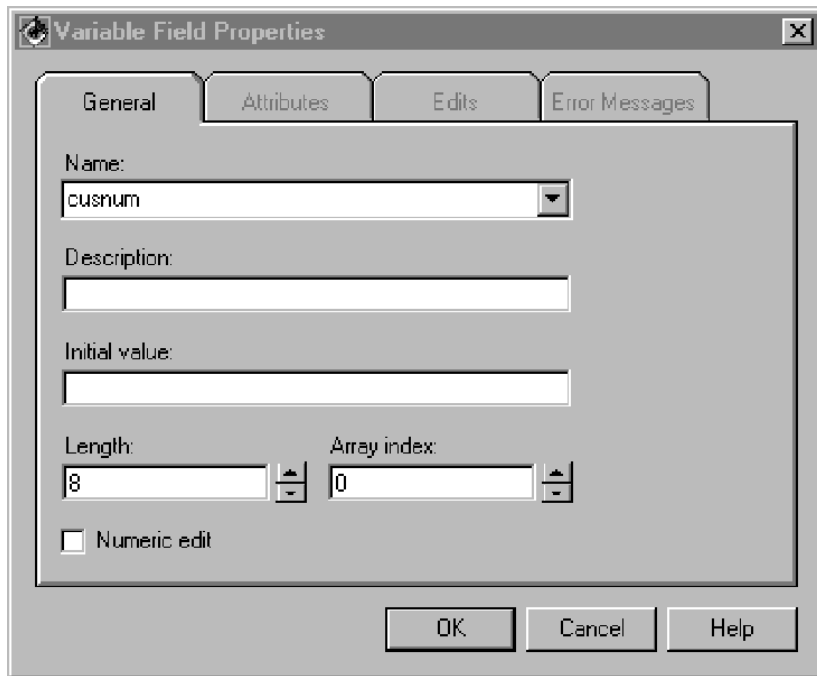 Variable Field Properties
General Attributes Edits Error Messages
Name:
cusnum
Description:
Initial value:
Length: Array index:
8 0
Numeric edit
OK Cancel Help